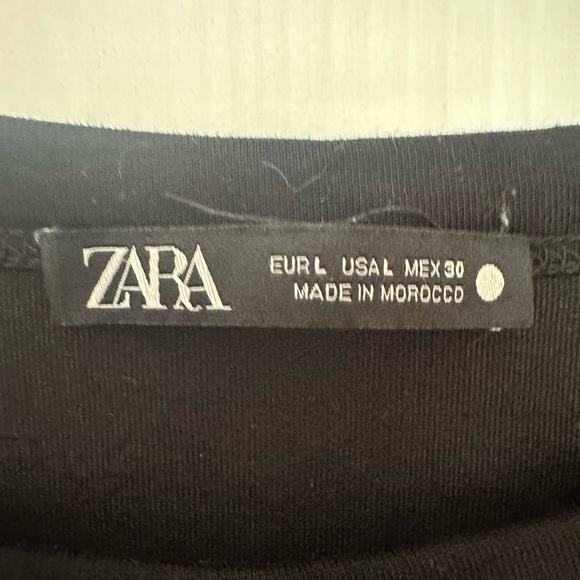 ZARA
EUR L USA L MEX 30
MADE IN MOROCCO